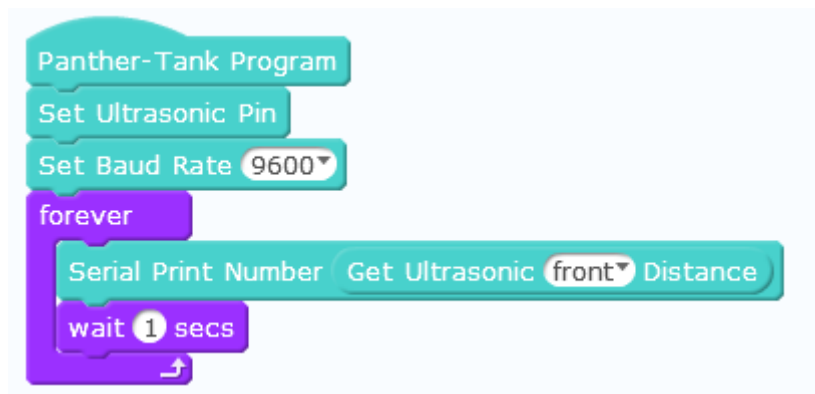 Panther-Tank Program
Set Ultrasonic Pin
Set Baud Rate 9600
forever
Serial Print Number Get Ultrasonic front Distance
wait 1 secs